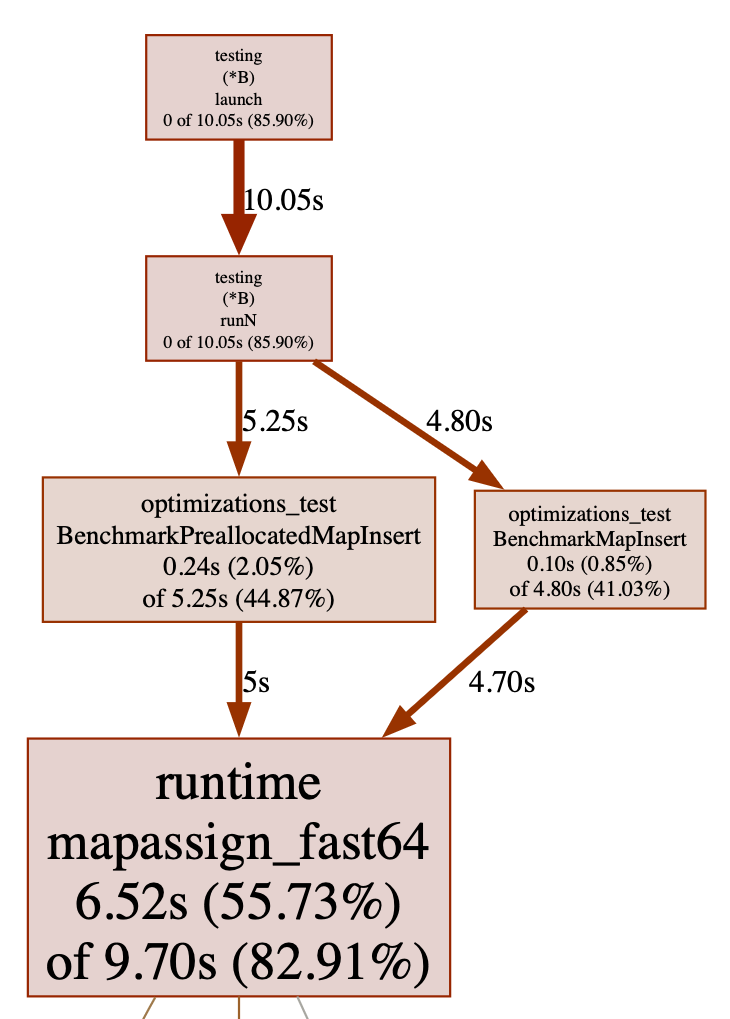 testing
(*B)
launch
0 of 10.05s (85.90%)
10.05s
testing
(*B)
runN
0 of 10.05s (85.90%)
5.25s
4.80s
optimizations_test
BenchmarkPreallocatedMapInsert
0.24s (2.05%)
of 5.25s (44.87%)
optimizations_test
BenchmarkMapInsert
0.10s (0.85%)
of 4.80s (41.03%)
5s
4.70s
runtime
mapassign_fast64
6.52s (55.73%)
of 9.70s (82.91%)